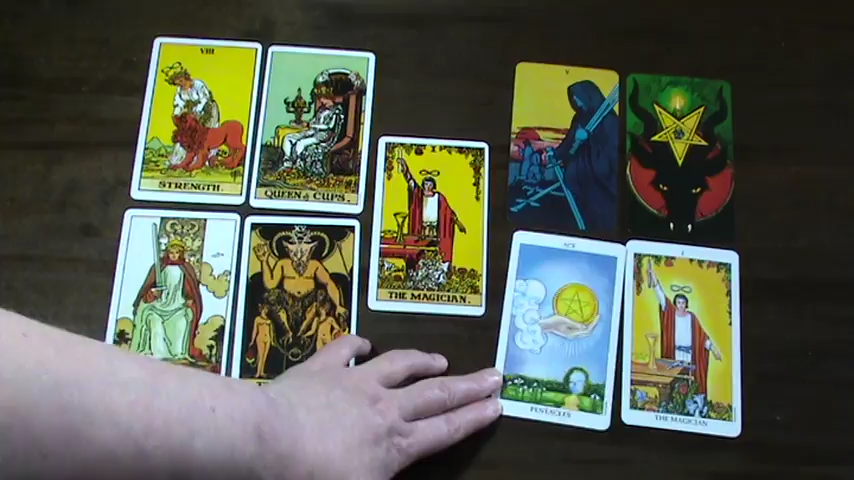 VIII
STRENGTH.
QUEEN of CUPS.
THE MAGICIAN.
V
ACE
PENTACLES
I
THE MAGICIAN